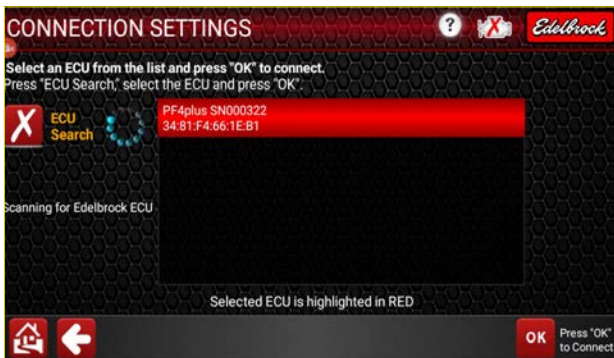 CONNECTION SETTINGS
?
Edelbrock
Select an ECU from the list and press "OK" to connect.
Press "ECU Search," select the ECU and press "OK".
ECU
Search
PF4plus SN000322
34:81:F4:66:1E:B1
Scanning for Edelbrock ECU
Selected ECU is highlighted in RED
OK
Press "OK"
to Connect